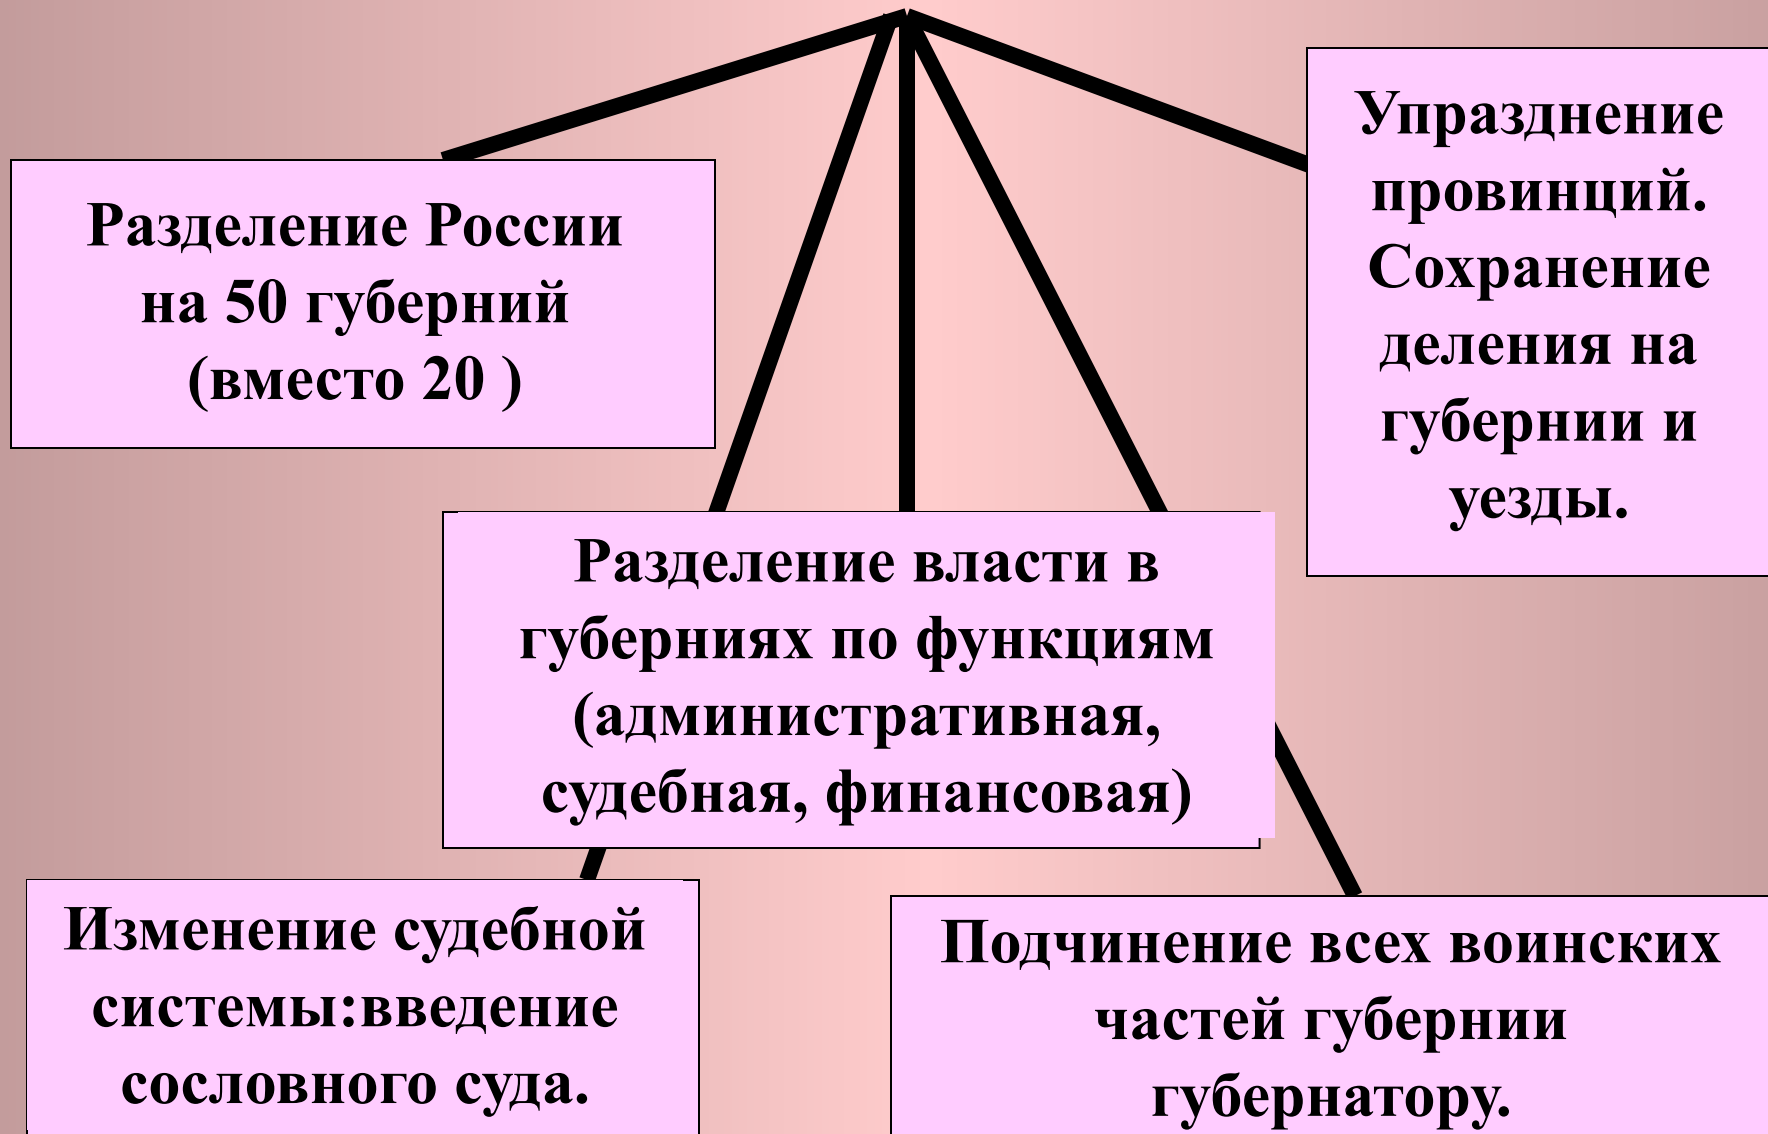 Разделение России
на 50 губерний
(вместо 20 )
Упразднение
провинций.
Сохранение
деления на
губернии и
уезды.
Разделение власти в
губерниях по функциям
(административная,
судебная, финансовая)
Изменение судебной
системы:введение
сословного суда.
Подчинение всех воинских
частей губернии
губернатору.